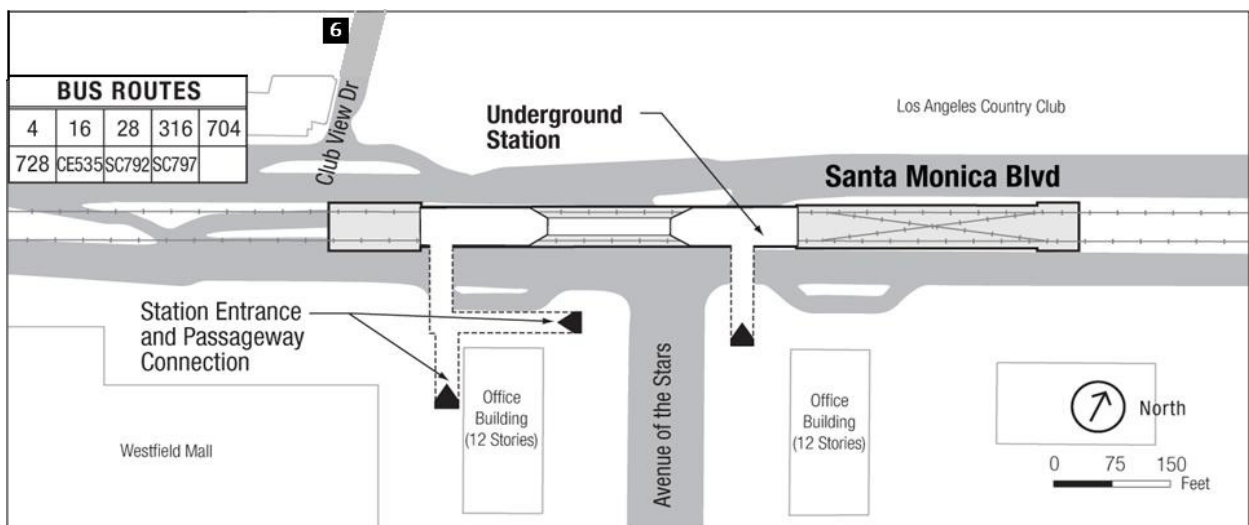 6
BUS ROUTES
4 16 28 316 704
728 CE535 SC792 SC797
Club View Dr
Underground
Station
Los Angeles Country Club
Santa Monica Blvd
Station Entrance
and Passageway
Connection
Office
Building
(12 Stories)
Avenue of the Stars
Office
Building
(12 Stories)
North
Westfield Mall
0 75 150
Feet